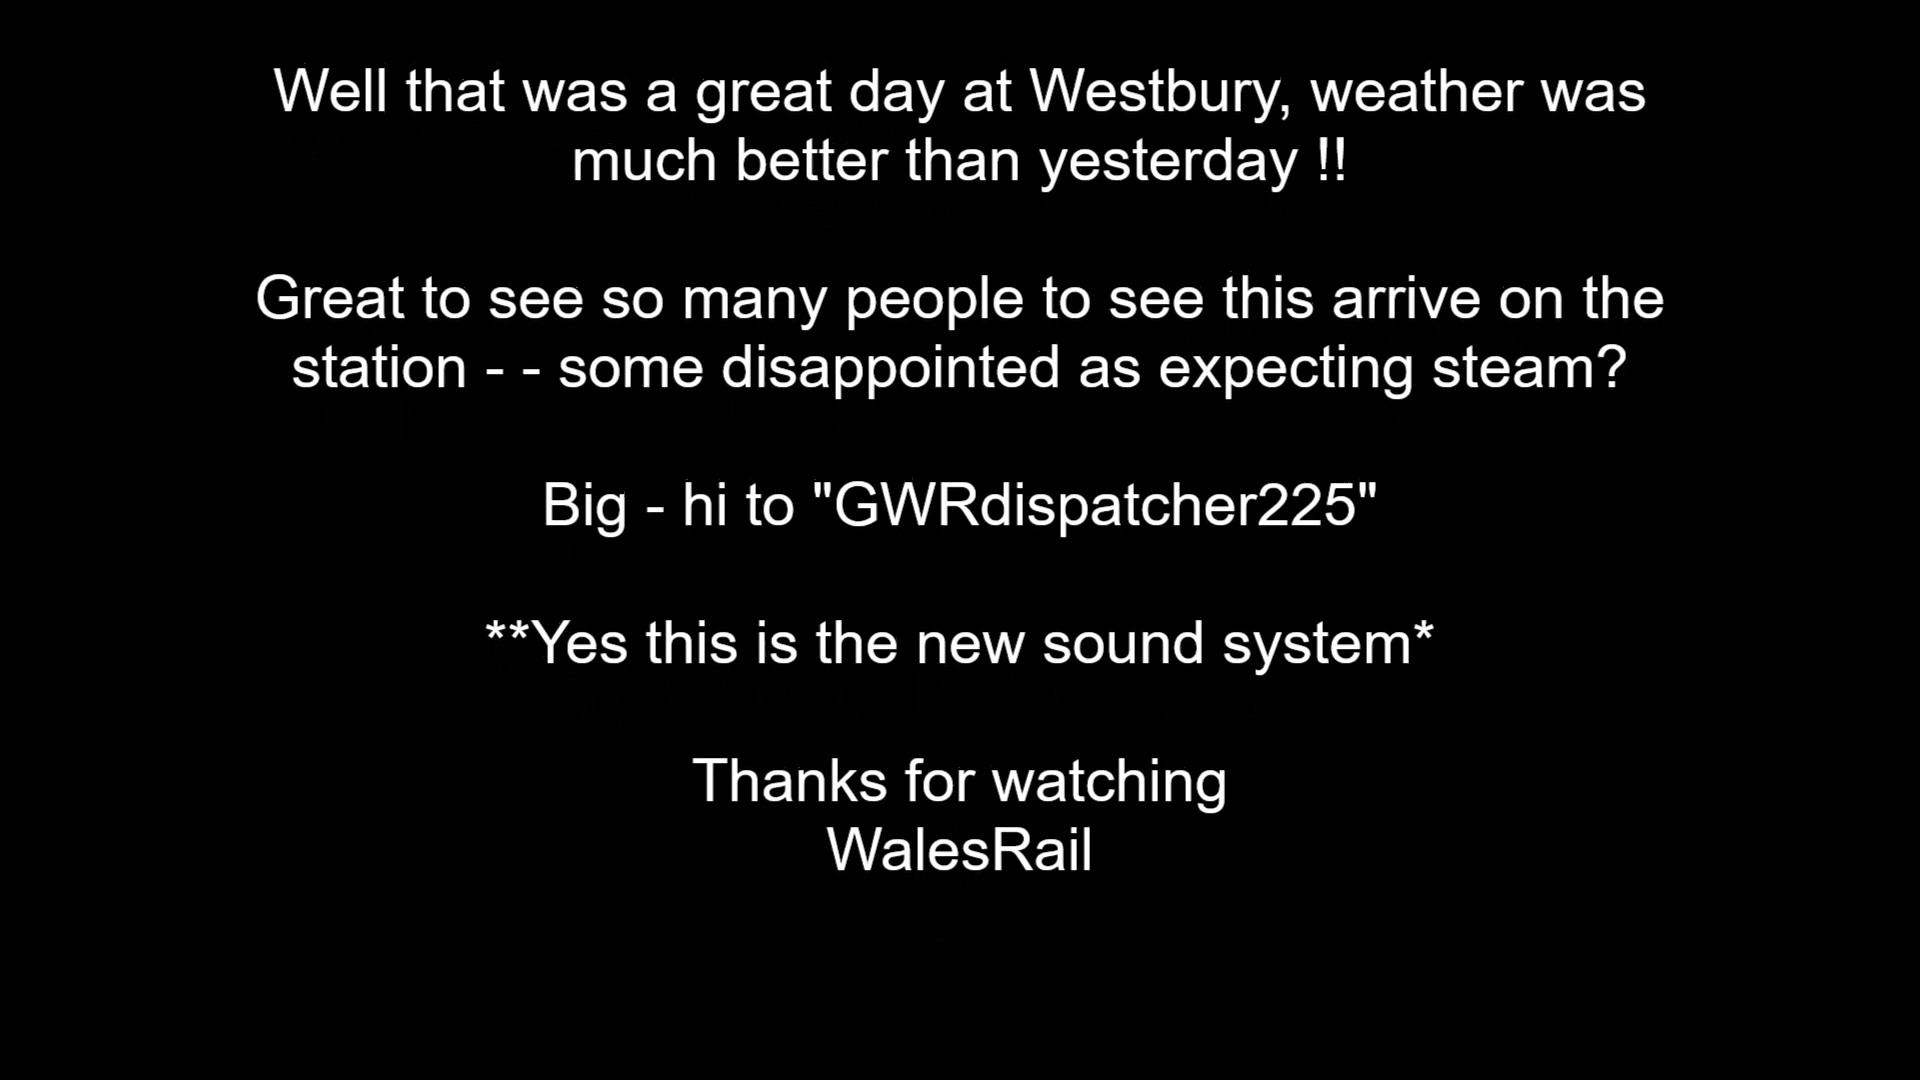 Well that was a great day at Westbury, weather was
much better than yesterday !!
Great to see so many people to see this arrive on the
station - - some disappointed as expecting steam?
Big - hi to "GWRdispatcher225"
**Yes this is the new sound system*
Thanks for watching
WalesRail